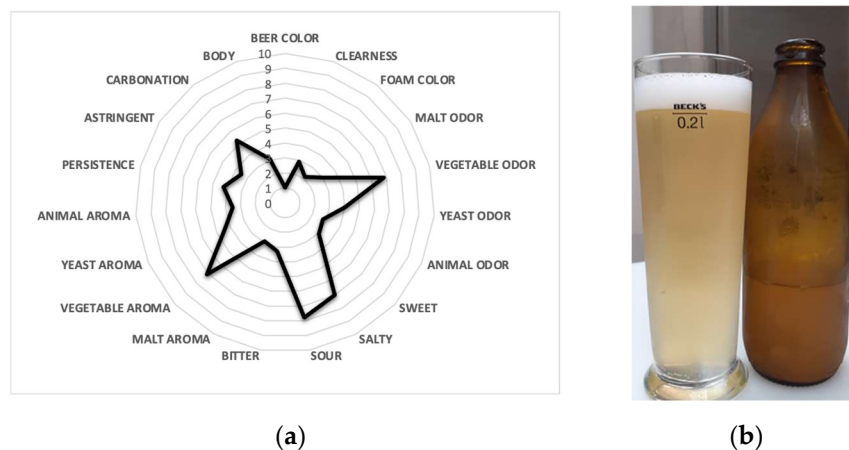 BEER COLOR
CLEARNESS
FOAM COLOR
MALT ODOR
VEGETABLE ODOR
YEAST ODOR
ANIMAL ODOR
SWEET
SALTY
SOUR
BITTER
MALT AROMA
VEGETABLE AROMA
YEAST AROMA
ANIMAL AROMA
PERSISTENCE
ASTRINGENT
CARBONATION
BODY
10
9
8
7
6
5
4
3
2
1
0
BECK'S
0.2l
(a)
(b)